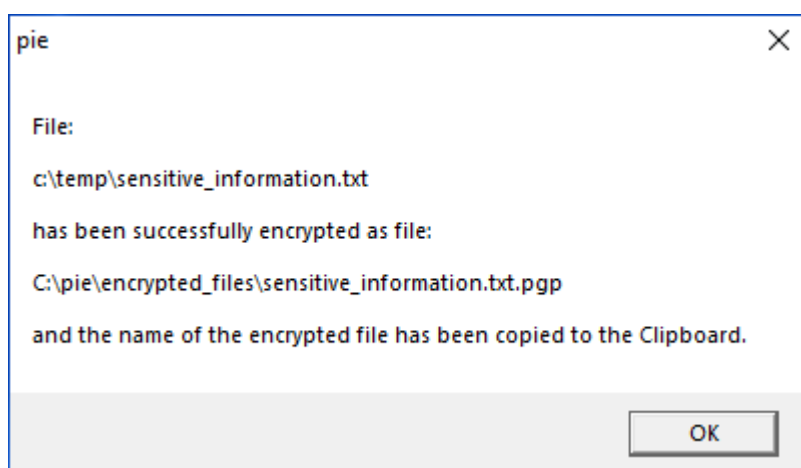 pie
File:
c:\temp\sensitive_information.txt
has been successfully encrypted as file:
C:\pie\encrypted_files\sensitive_information.txt.pgp
and the name of the encrypted file has been copied to the Clipboard.
OK